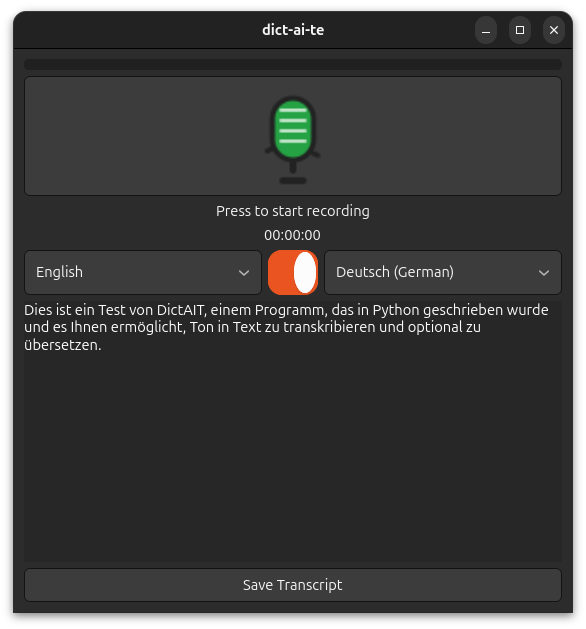 dict-ai-te
Press to start recording
00:00:00
English
Deutsch (German)
Dies ist ein Test von DictAIT, einem Programm, das in Python geschrieben wurde
und es Ihnen ermöglicht, Ton in Text zu transkribieren und optional zu
übersetzen.
Save Transcript